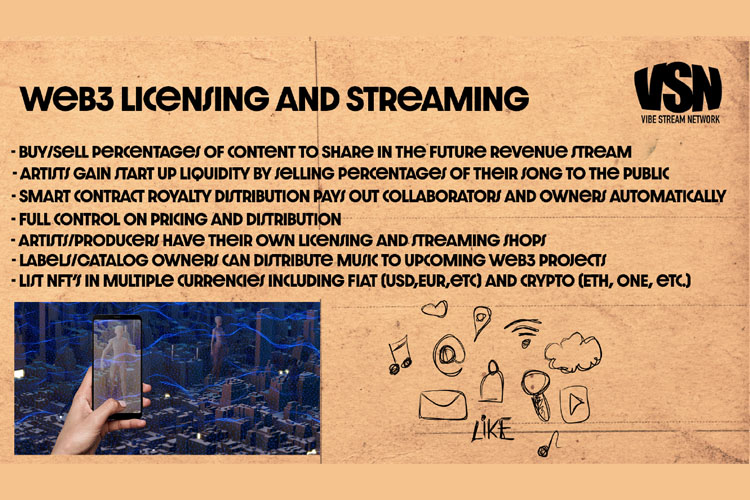 WEB3 LICENSING AND STREAMING
VSN
VIBE STREAM NETWORK
- BUY/SELL PERCENTAGES OF CONTENT TO SHARE IN THE FUTURE REVENUE STREAM
- ARTISTS GAIN START UP LIQUIDITY BY SELLING PERCENTAGES OF THEIR SONG TO THE PUBLIC
- SMART CONTRACT ROYALTY DISTRIBUTION PAYS OUT COLLABORATORS AND OWNERS AUTOMATICALLY
- FULL CONTROL ON PRICING AND DISTRIBUTION
- ARTISTS/PRODUCERS HAVE THEIR OWN LICENSING AND STREAMING SHOPS
- LABELS/CATALOG OWNERS CAN DISTRIBUTE MUSIC TO UPCOMING WEB3 PROJECTS
- LIST NFT'S IN MULTIPLE CURRENCIES INCLUDING FIAT (USD,EUR,ETC) AND CRYPTO (ETH, ONE, ETC.)
@
LIKE